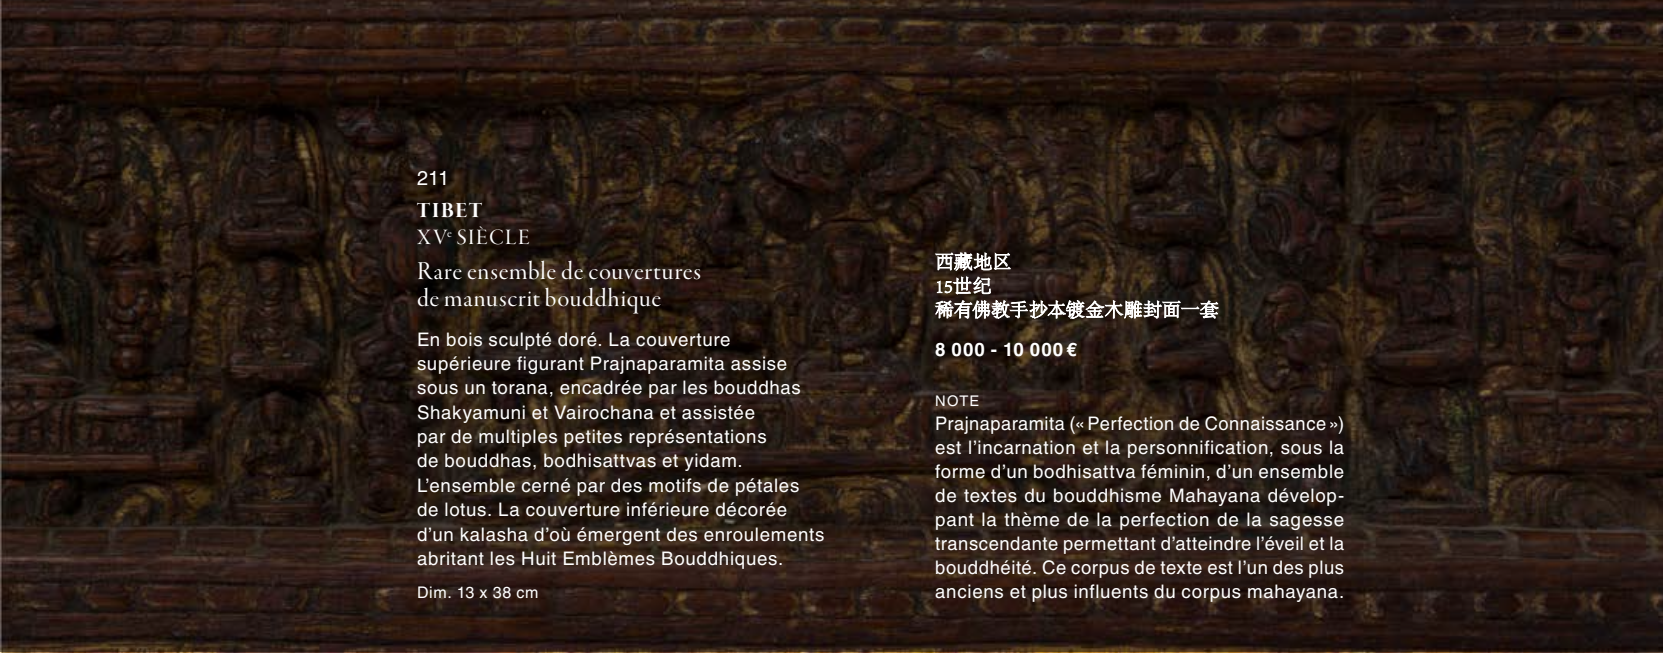 211
TIBET
XVe SIÈCLE
Rare ensemble de couvertures
de manuscrit bouddhique
En bois sculpté doré. La couverture
supérieure figurant Prajnaparamita assise
sous un torana, encadrée par les bouddhas
Shakyamuni et Vairochana et assistée
par de multiples petites représentations
de bouddhas, bodhisattvas et yidam.
L’ensemble cerné par des motifs de pétales
de lotus. La couverture inférieure décorée
d’un kalasha d’où émergent des enroulements
abritant les Huit Emblèmes Bouddhiques.
Dim. 13 x 38 cm
西藏地区
15世纪
稀有佛教手抄本镀金木雕封面一套
8 000 - 10 000 €
NOTE
Prajnaparamita (« Perfection de Connaissance »)
est l’incarnation et la personnification, sous la
forme d’un bodhisattva féminin, d’un ensemble
de textes du bouddhisme Mahayana dévelop-
pant la thème de la perfection de la sagesse
transcendante permettant d’atteindre l’éveil et la
bouddhéité. Ce corpus de texte est l’un des plus
anciens et plus influents du corpus mahayana.